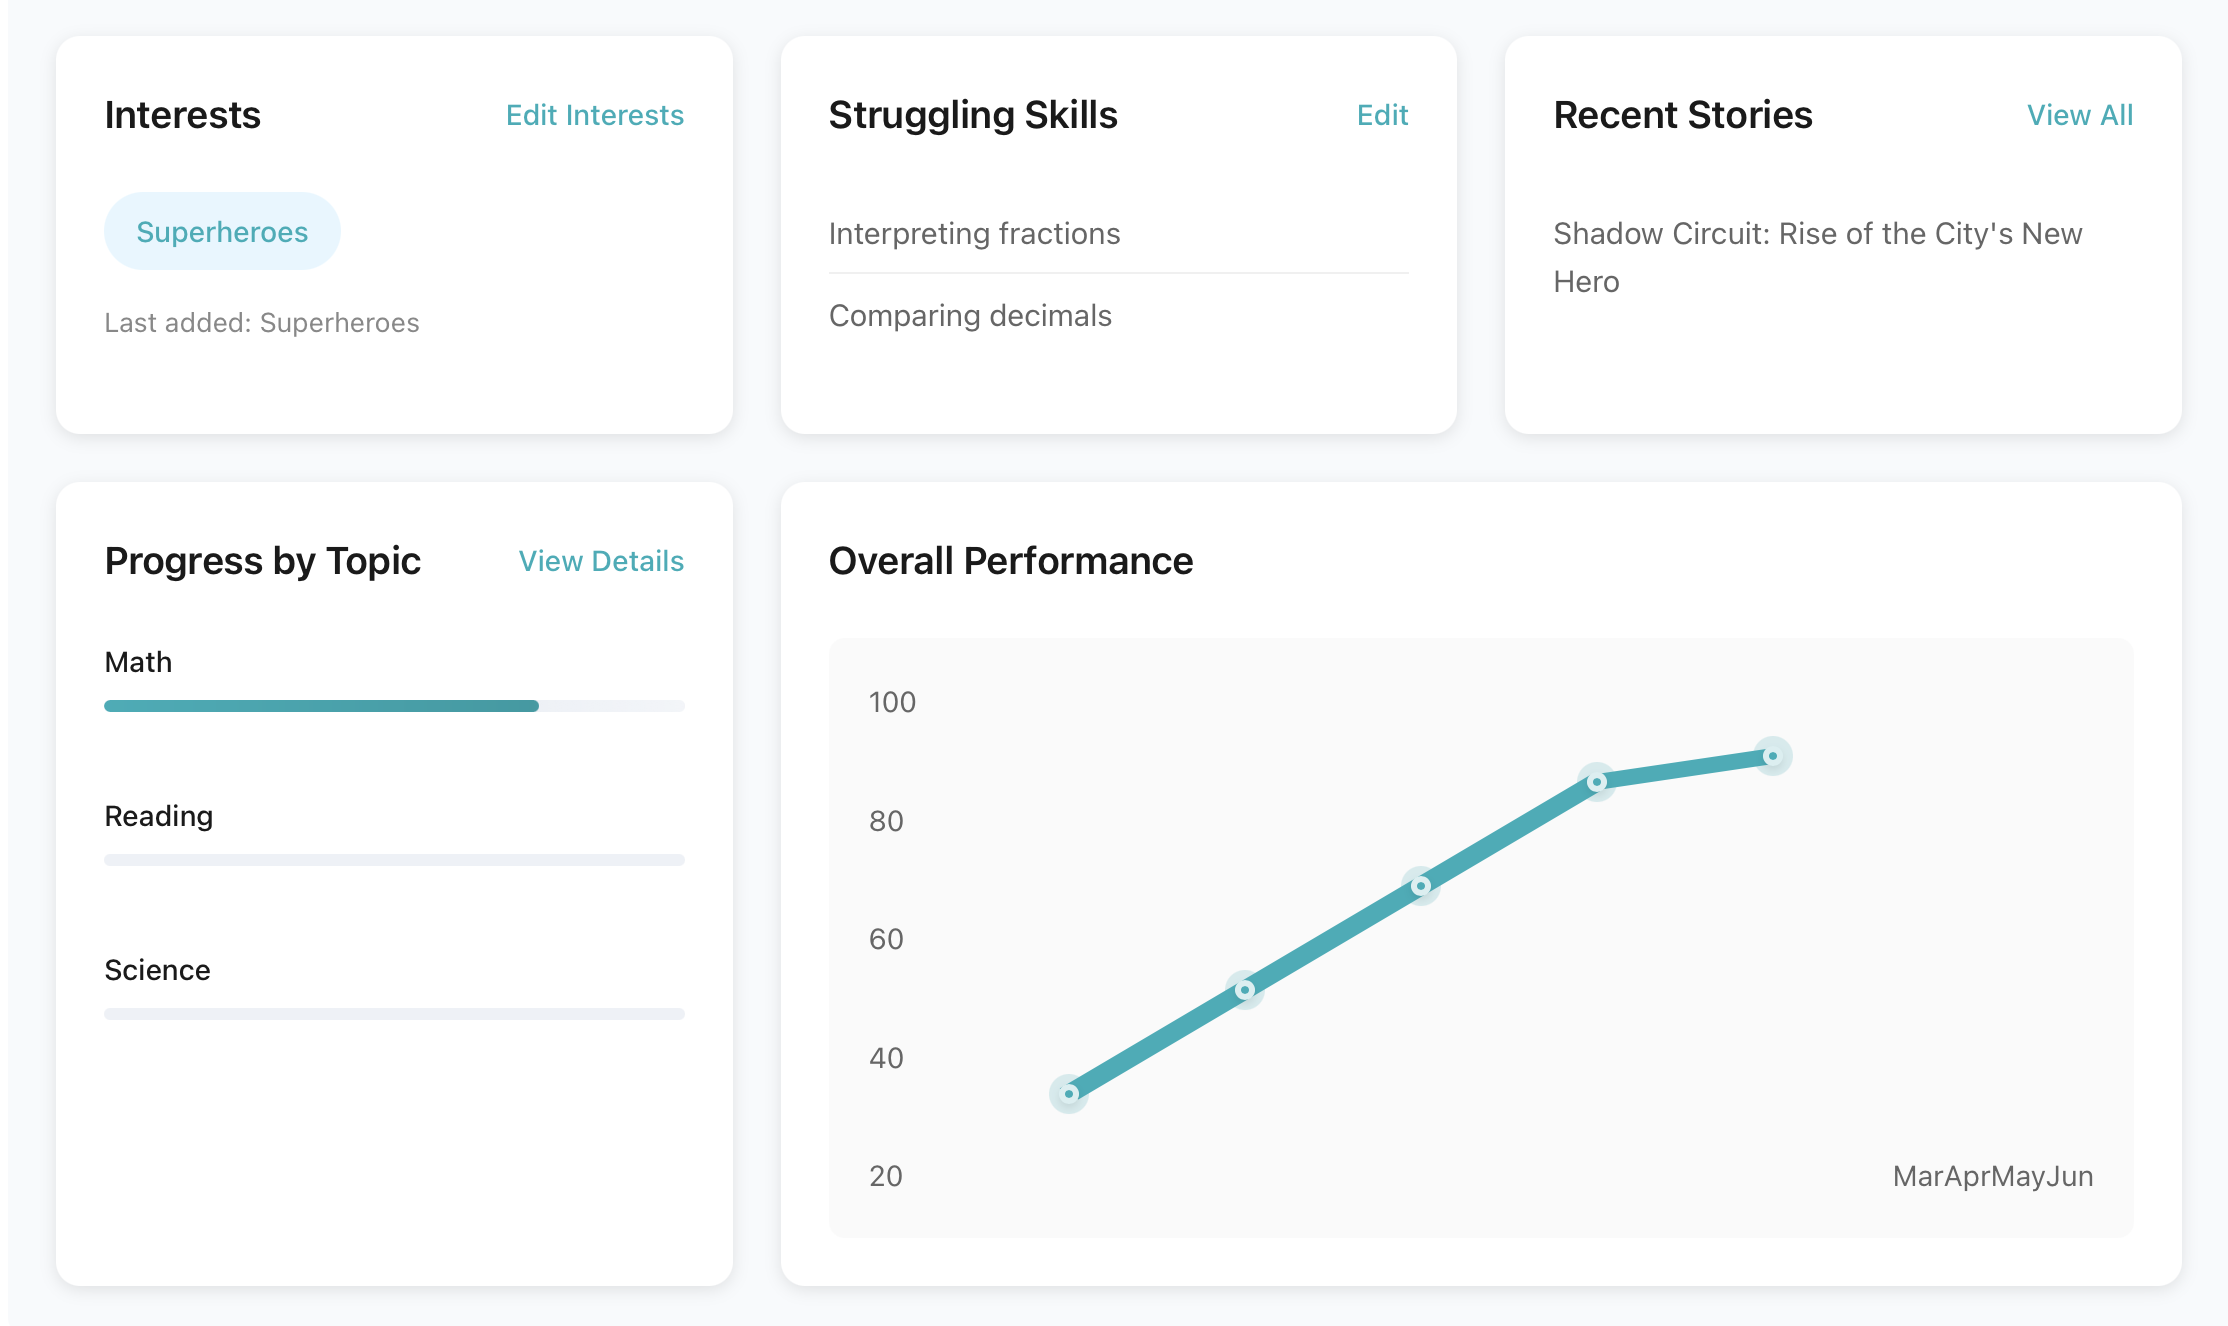 Interests
Edit Interests
Superheroes
Last added: Superheroes
Struggling Skills
Edit
Interpreting fractions
Comparing decimals
Recent Stories
View All
Shadow Circuit: Rise of the City's New
Hero
Progress by Topic
View Details
Math
Reading
Science
Overall Performance
100
80
60
40
20
MarAprMayJun